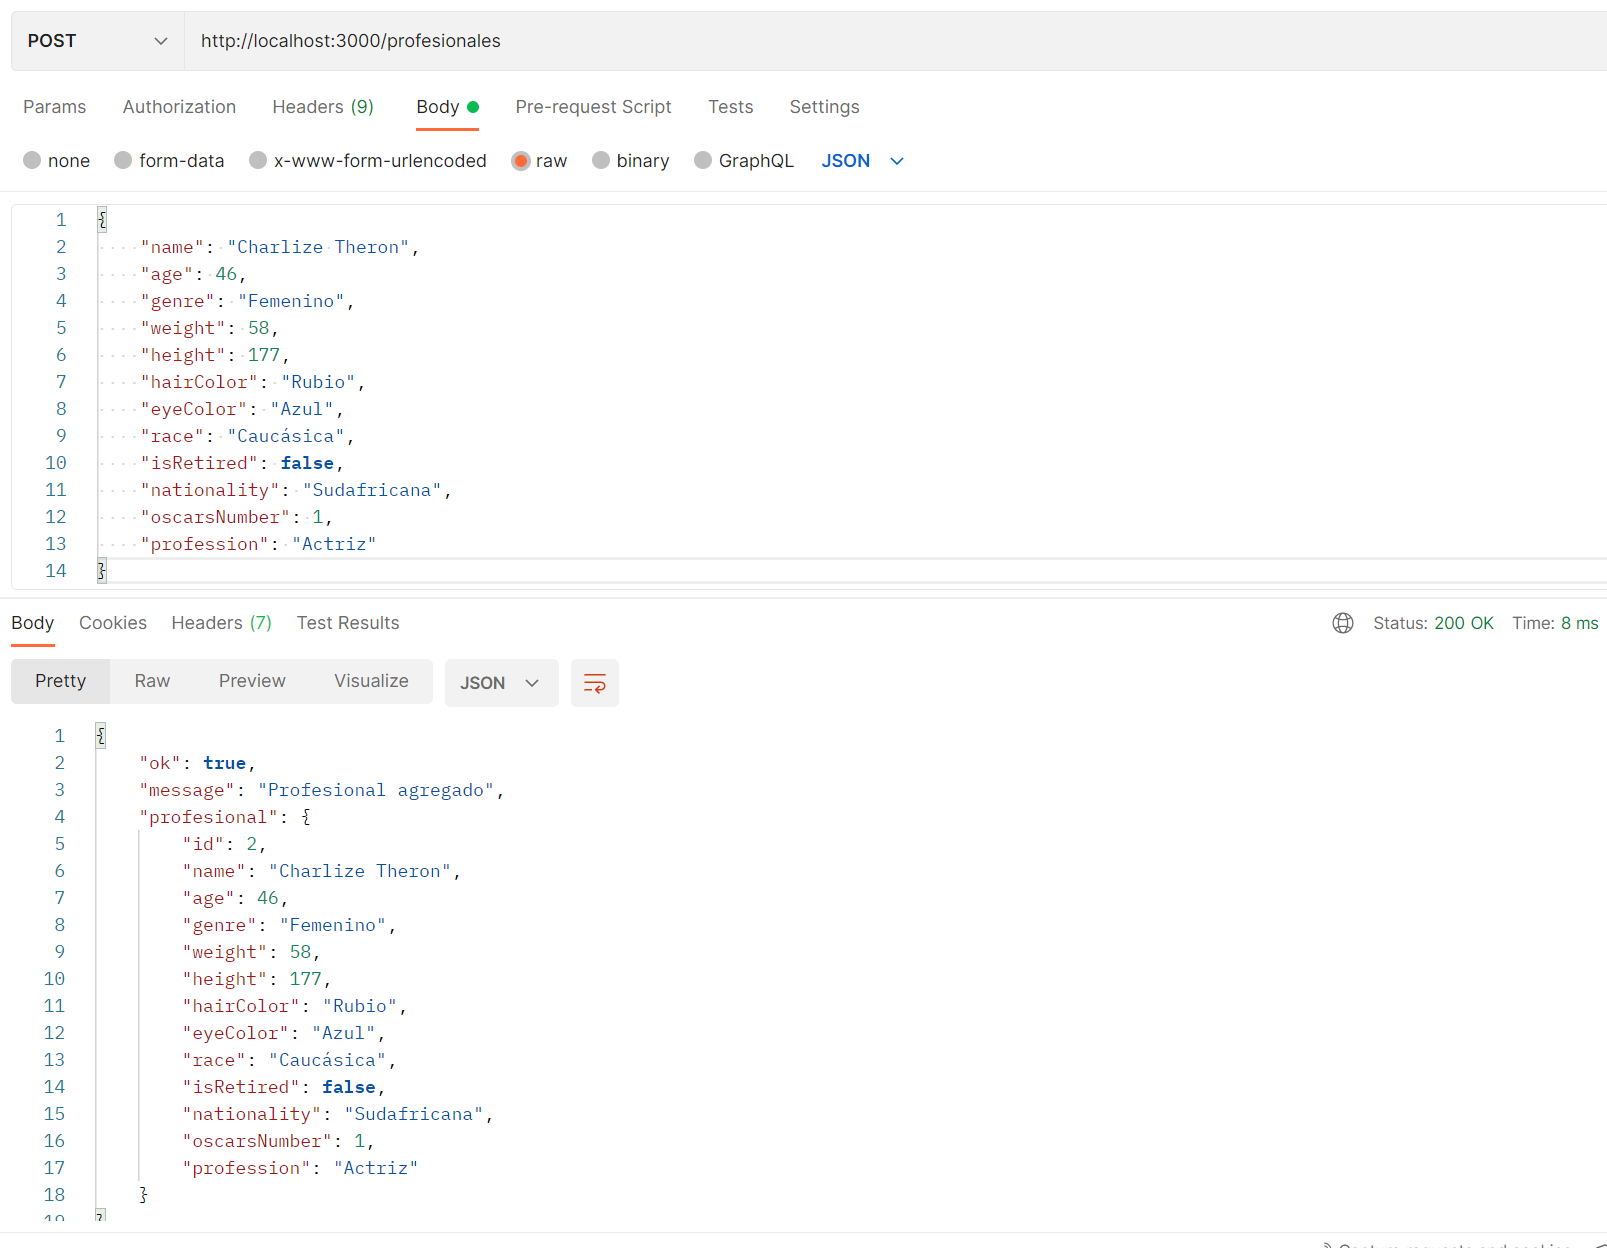 POST http://localhost:3000/profesionales
Params Authorization Headers (9) Body Pre-request Script Tests Settings
none form-data x-www-form-urlencoded raw binary GraphQL JSON
1 {
2 "name": "Charlize Theron",
3 "age": 46,
4 "genre": "Femenino",
5 "weight": 58,
6 "height": 177,
7 "hairColor": "Rubio",
8 "eyeColor": "Azul",
9 "race": "Caucásica",
10 "isRetired": false,
11 "nationality": "Sudafricana",
12 "oscarsNumber": 1,
13 "profession": "Actriz"
14 }
Body Cookies Headers (7) Test Results Status: 200 OK Time: 8 ms
Pretty Raw Preview Visualize JSON
1 {
2 "ok": true,
3 "message": "Profesional agregado",
4 "profesional": {
5 "id": 2,
6 "name": "Charlize Theron",
7 "age": 46,
8 "genre": "Femenino",
9 "weight": 58,
10 "height": 177,
11 "hairColor": "Rubio",
12 "eyeColor": "Azul",
13 "race": "Caucásica",
14 "isRetired": false,
15 "nationality": "Sudafricana",
16 "oscarsNumber": 1,
17 "profession": "Actriz"
18 }
19 }